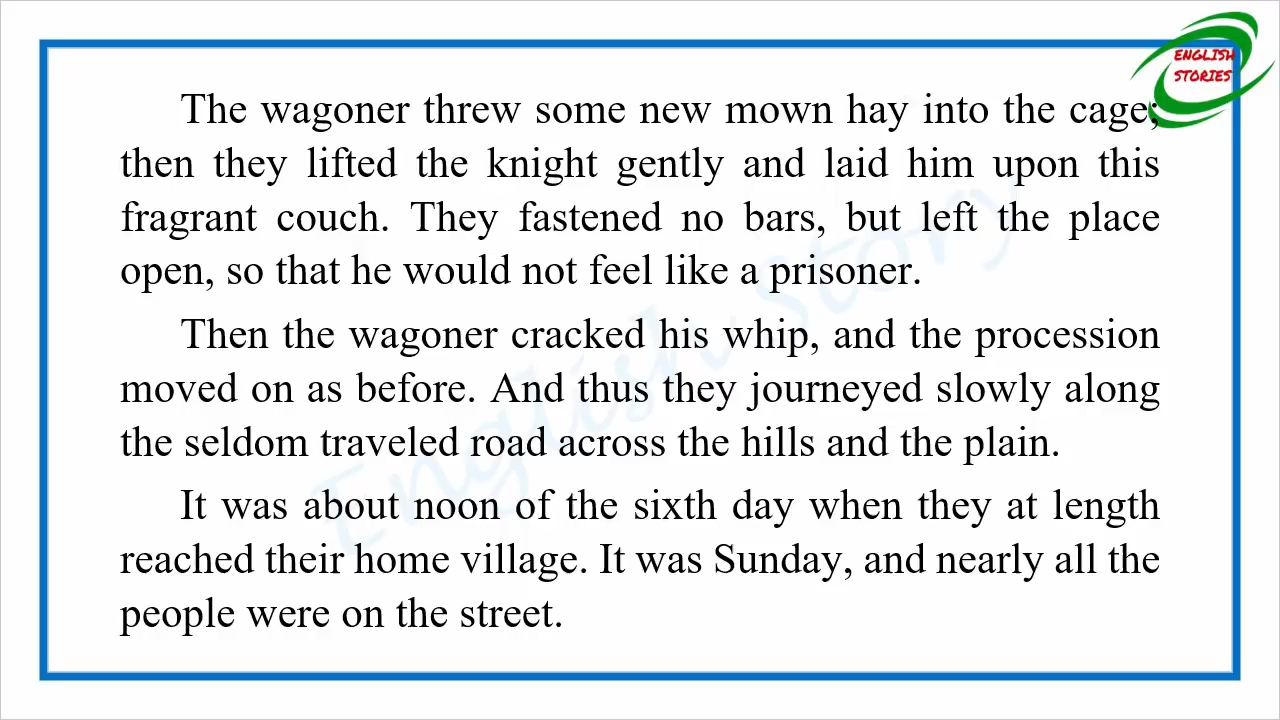 ENGLISH
STORIES
The wagoner threw some new mown hay into the cage;
then they lifted the knight gently and laid him upon this
fragrant couch. They fastened no bars, but left the place
open, so that he would not feel like a prisoner.
Then the wagoner cracked his whip, and the procession
moved on as before. And thus they journeyed slowly along
the seldom traveled road across the hills and the plain.
It was about noon of the sixth day when they at length
reached their home village. It was Sunday, and nearly all the
people were on the street.
English Story